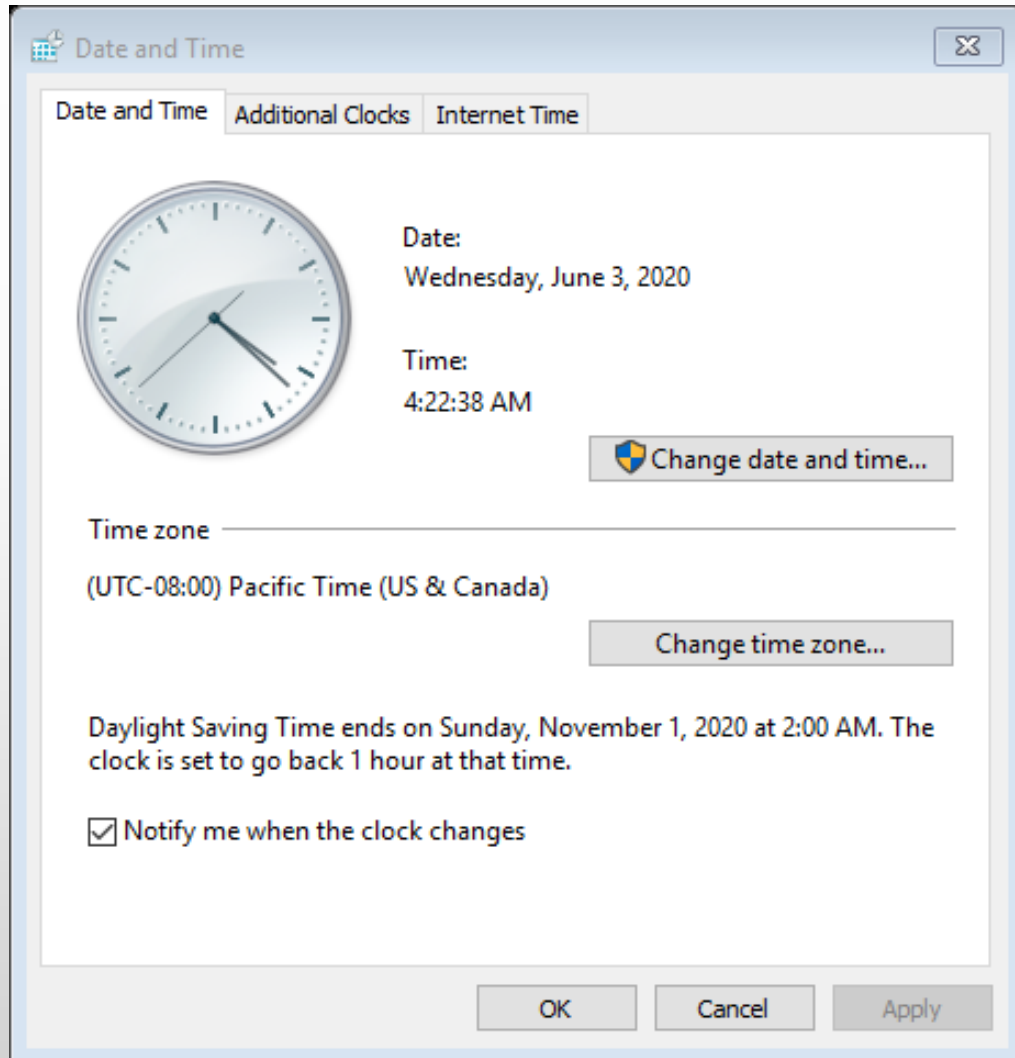 Date and Time
Date and Time
Additional Clocks
Internet Time
Date:
Wednesday, June 3, 2020
Time:
4:22:38 AM
Change date and time...
Time zone
(UTC-08:00) Pacific Time (US & Canada)
Change time zone...
Daylight Saving Time ends on Sunday, November 1, 2020 at 2:00 AM. The
clock is set to go back 1 hour at that time.
Notify me when the clock changes
OK
Cancel
Apply